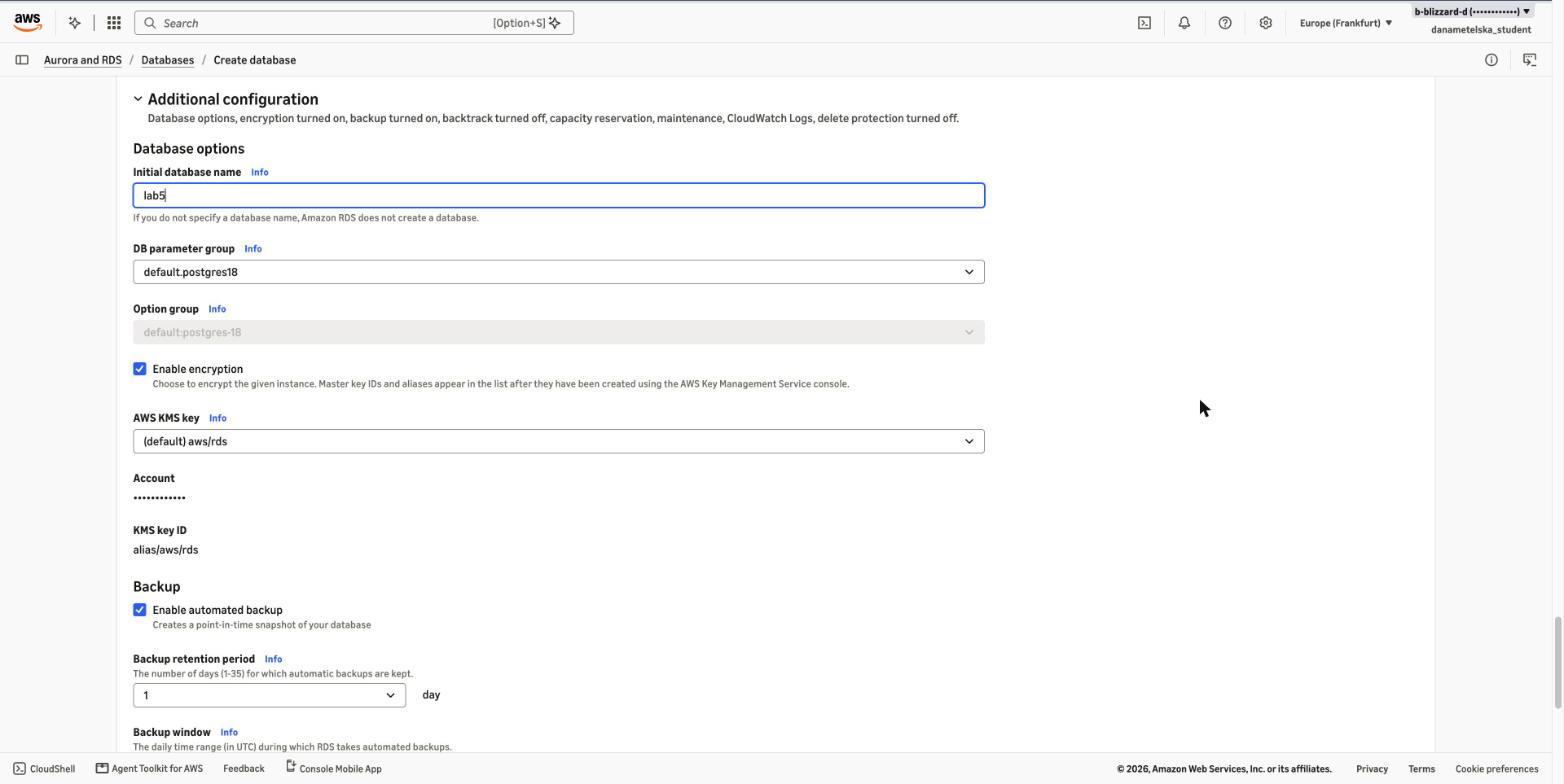 aws
Search [Option+S]
Europe (Frankfurt)
b-blizzard-d (••••••••••••)
danametelska_student
Aurora and RDS / Databases / Create database
Additional configuration
Database options, encryption turned on, backup turned on, backtrack turned off, capacity reservation, maintenance, CloudWatch Logs, delete protection turned off.
Database options
Initial database name Info
lab5
If you do not specify a database name, Amazon RDS does not create a database.
DB parameter group Info
default.postgres18
Option group Info
default:postgres-18
Enable encryption
Choose to encrypt the given instance. Master key IDs and aliases appear in the list after they have been created using the AWS Key Management Service console.
AWS KMS key Info
(default) aws/rds
Account
••••••••••••
KMS key ID
alias/aws/rds
Backup
Enable automated backup
Creates a point-in-time snapshot of your database
Backup retention period Info
The number of days (1-35) for which automatic backups are kept.
1 day
Backup window Info
The daily time range (in UTC) during which RDS takes automated backups.
CloudShell Agent Toolkit for AWS Feedback Console Mobile App © 2026, Amazon Web Services, Inc. or its affiliates. Privacy Terms Cookie preferences